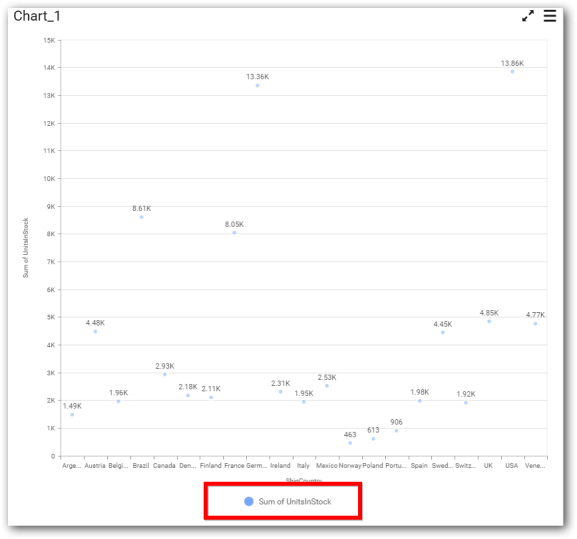 Chart_1
15K
14K
13K
12K
11K
10K
9K
8K
7K
6K
5K
4K
3K
2K
1K
0
Sum of UnitsInStock
1.49K
4.48K
1.96K
8.61K
2.93K
2.18K
2.11K
8.05K
13.36K
2.31K
1.95K
2.53K
463
613
906
1.98K
4.45K
1.92K
4.85K
13.86K
4.77K
Arge... Austria Belgi... Brazil Canada Den... Finland France Germ... Ireland Italy Mexico Norway Poland Portu... Spain Swed... Switz... UK USA Vene...
ShipCountry
Sum of UnitsInStock